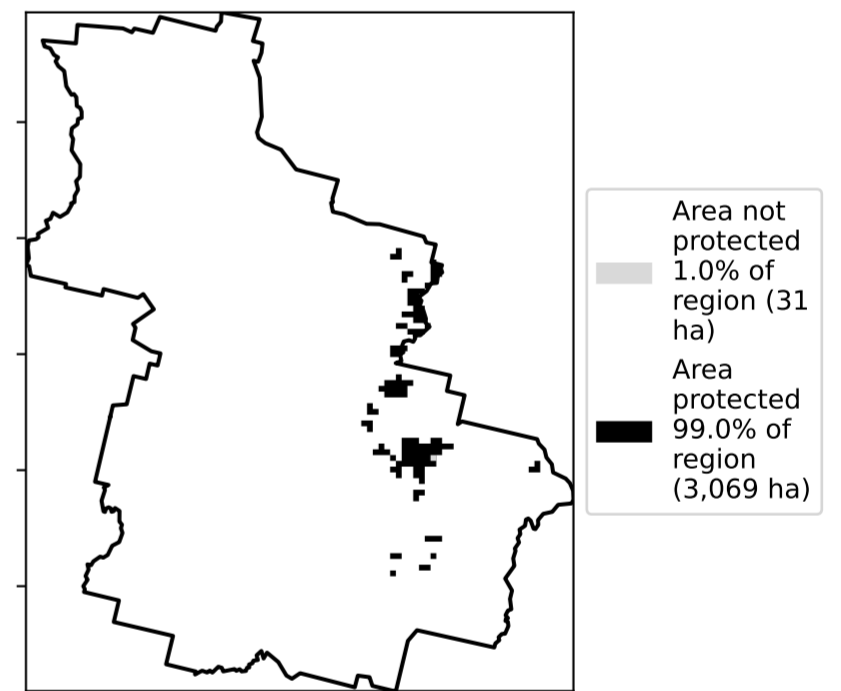 Area not
protected
1.0% of
region (31
ha)
Area
protected
99.0% of
region
(3,069 ha)